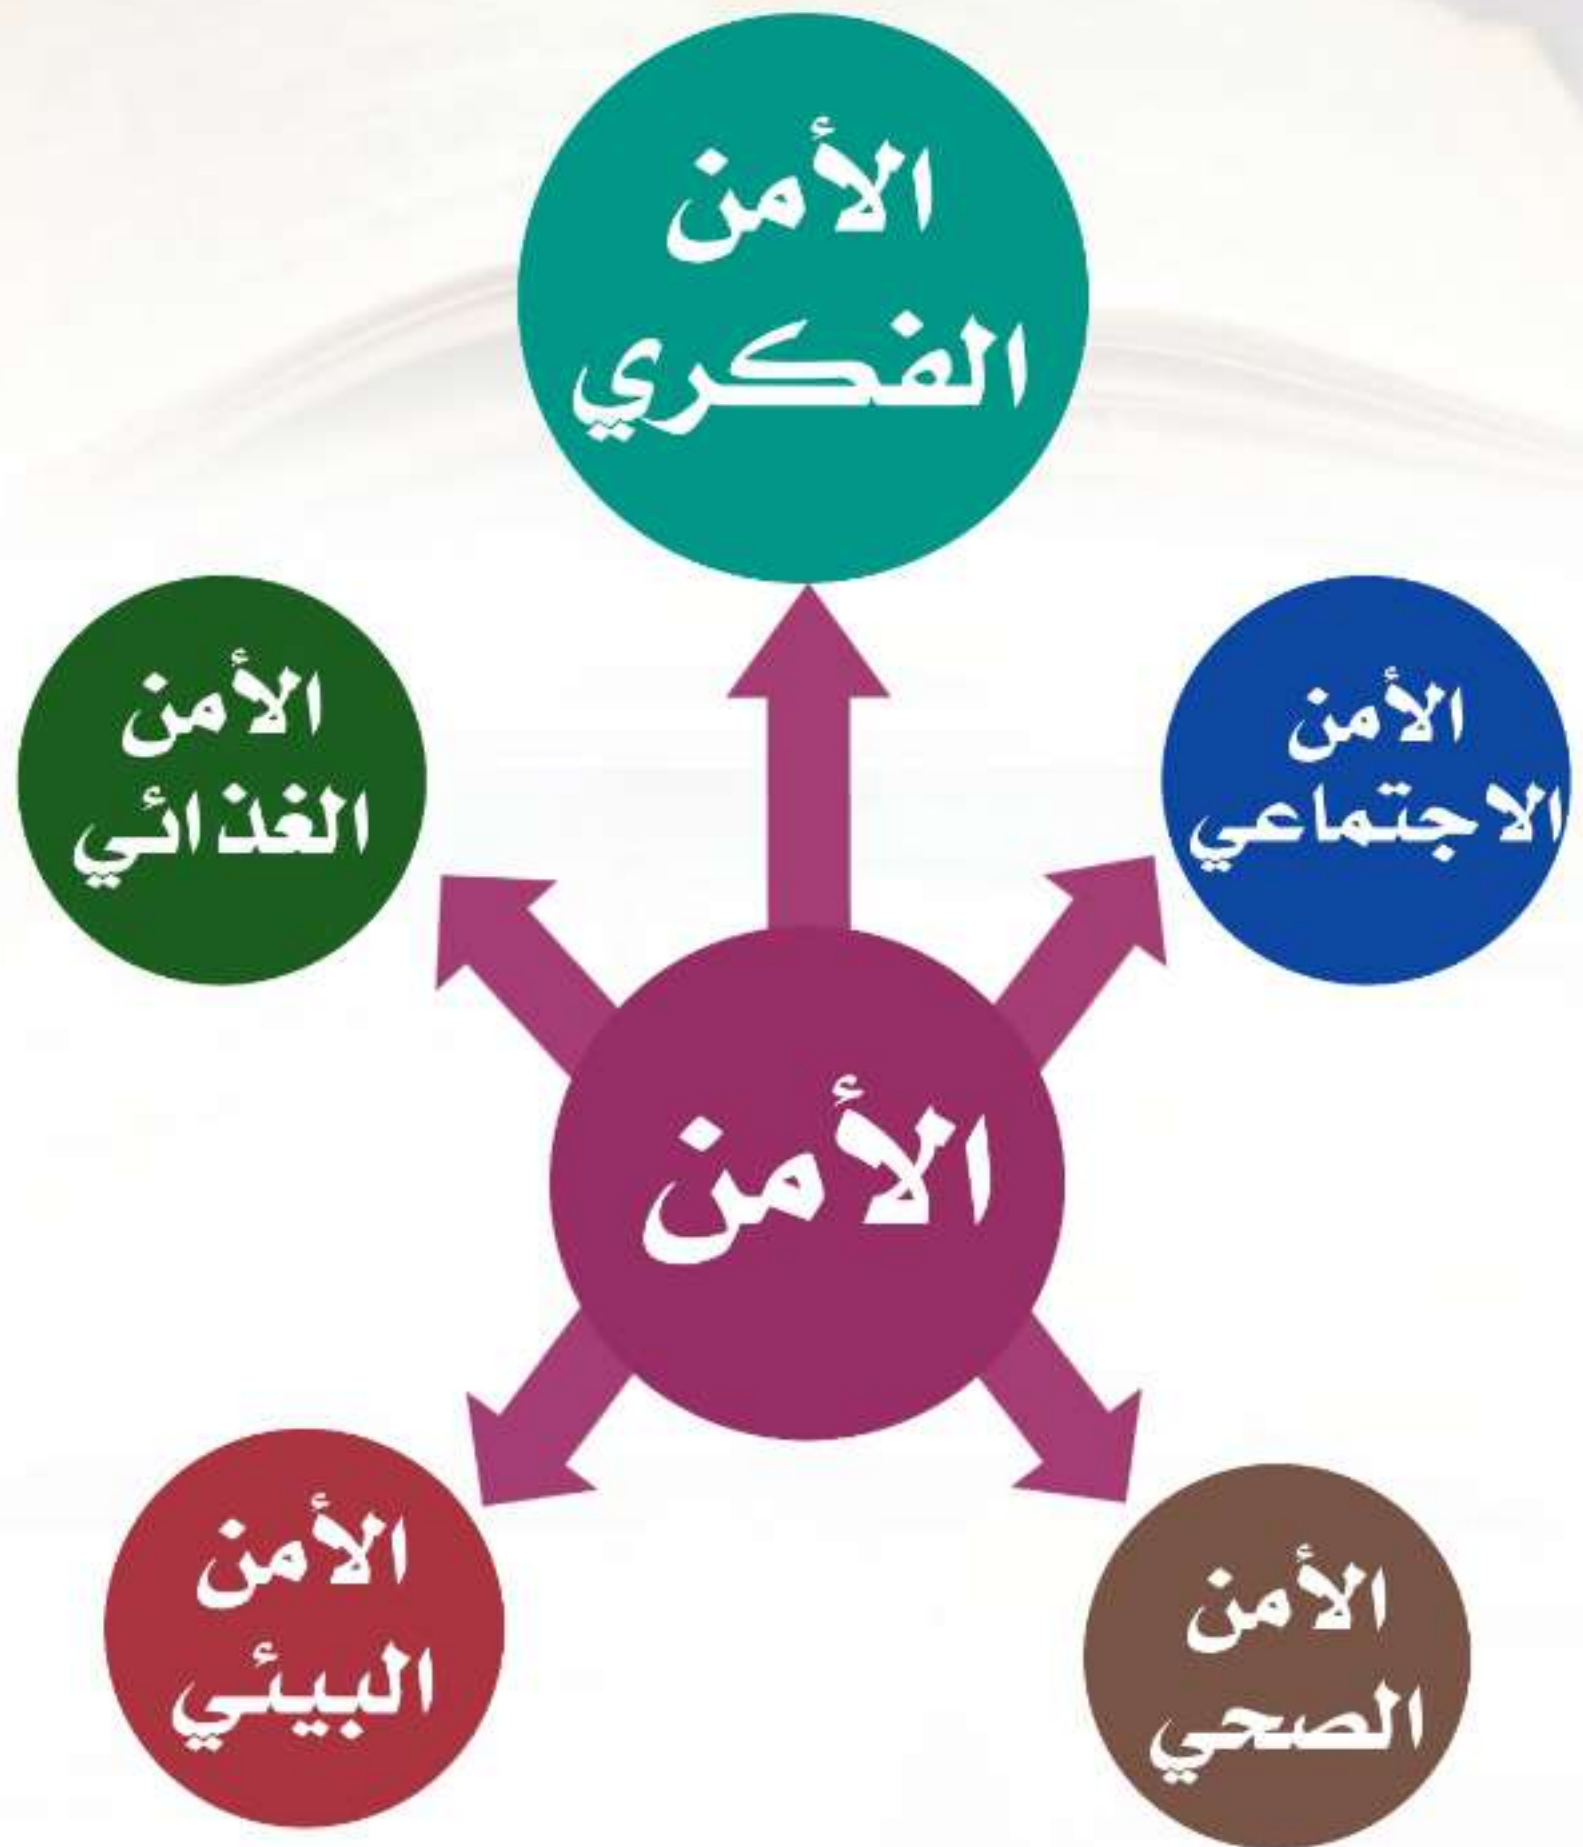 الأمن
الفكري
الأمن
الاجتماعي
الأمن
الغذائي
الأمن
الأمن
الصحي
الأمن
البيئي